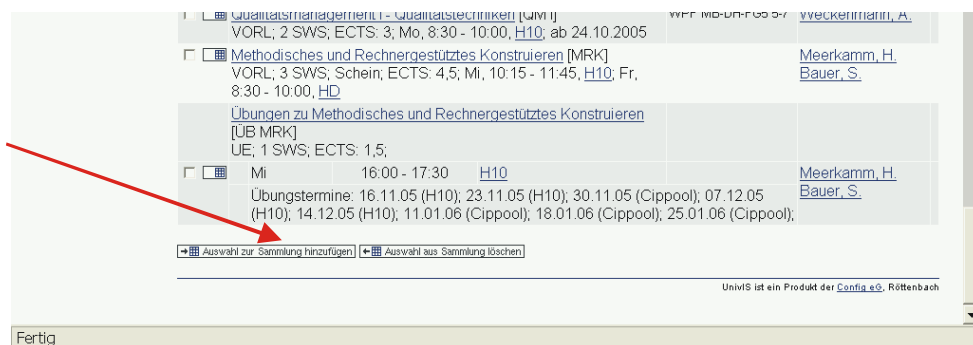 Qualitätsmanagement I - Qualitätstechniken [QM1] WPF MB-DH-FG5 5-7 Weckenmann, A.
VORL; 2 SWS; ECTS: 3; Mo, 8:30 - 10:00, H10; ab 24.10.2005
Methodisches und Rechnergestütztes Konstruieren [MRK] Meerkamm, H.
VORL; 3 SWS; Schein; ECTS: 4,5; Mi, 10:15 - 11:45, H10; Fr, Bauer, S.
8:30 - 10:00, HD
Übungen zu Methodisches und Rechnergestütztes Konstruieren
[ÜB MRK]
UE; 1 SWS; ECTS: 1,5;
Mi 16:00 - 17:30 H10 Meerkamm, H.
Übungstermine: 16.11.05 (H10); 23.11.05 (H10); 30.11.05 (Cippool); 07.12.05 Bauer, S.
(H10); 14.12.05 (H10); 11.01.06 (Cippool); 18.01.06 (Cippool); 25.01.06 (Cippool);
Auswahl zur Sammlung hinzufügen Auswahl aus Sammlung löschen
UnivIS ist ein Produkt der Config eG, Röttenbach
Fertig